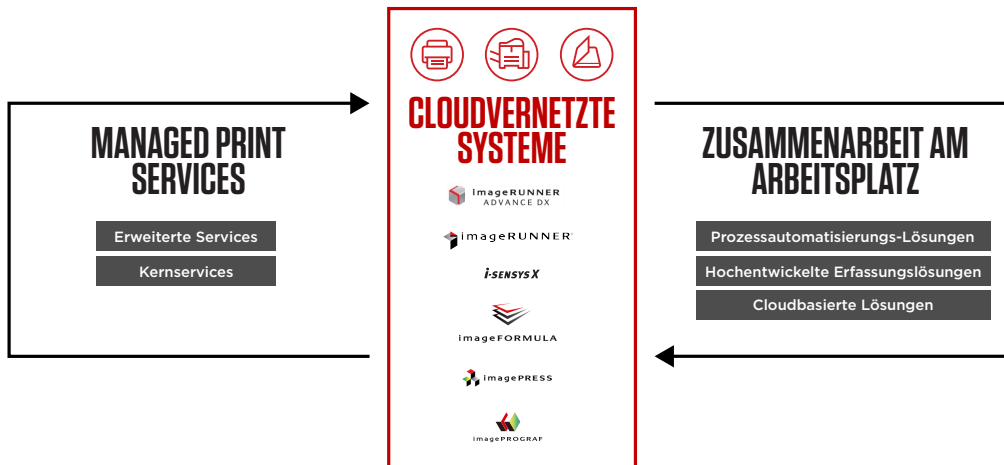 MANAGED PRINT
SERVICES
Erweiterte Services
Kernservices
CLOUDVERNETZTE
SYSTEME
imageRUNNER
ADVANCE DX
imageRUNNER
i-SENSYS X
imageFORMULA
imagePRESS
imagePROGRAF
ZUSAMMENARBEIT AM
ARBEITSPLATZ
Prozessautomatisierungs-Lösungen
Hochentwickelte Erfassungslösungen
Cloudbasierte Lösungen